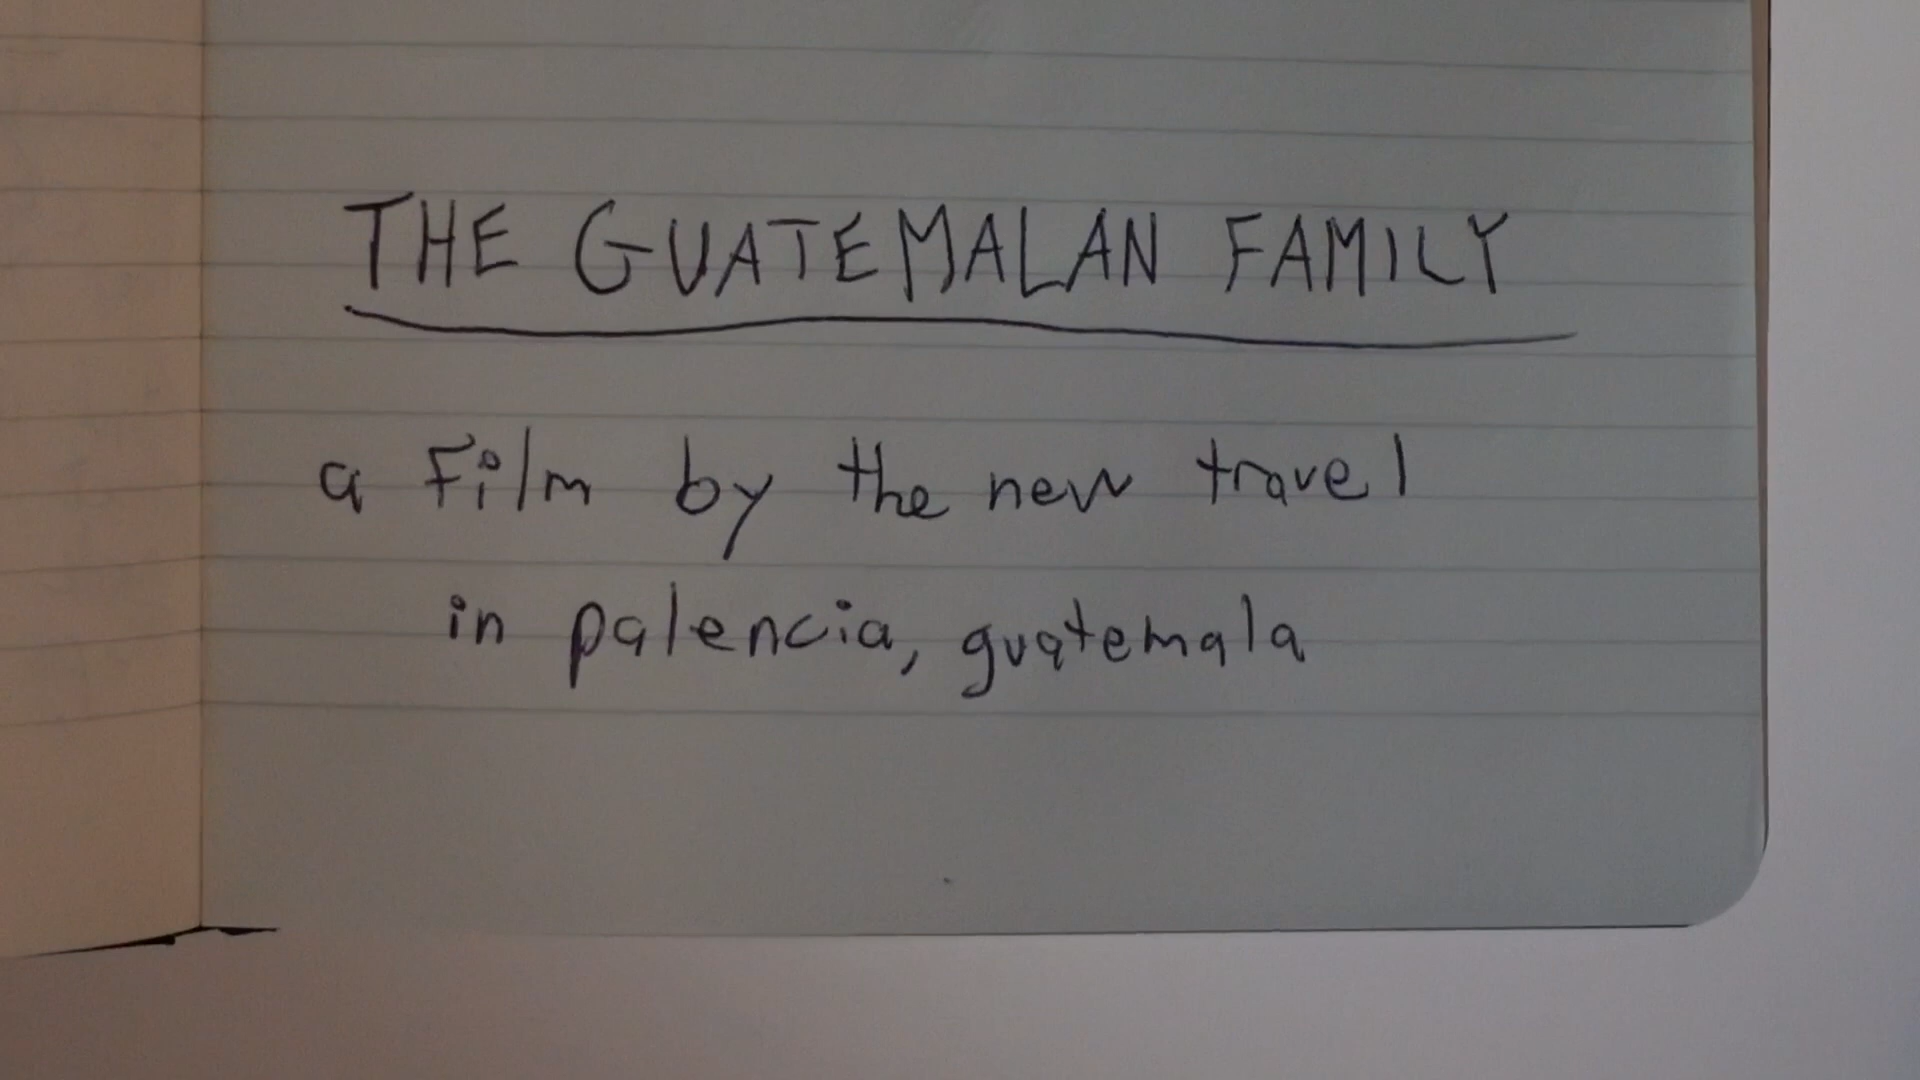 THE GUATEMALAN FAMILY
a Film by the new travel
in palencia, guatemala